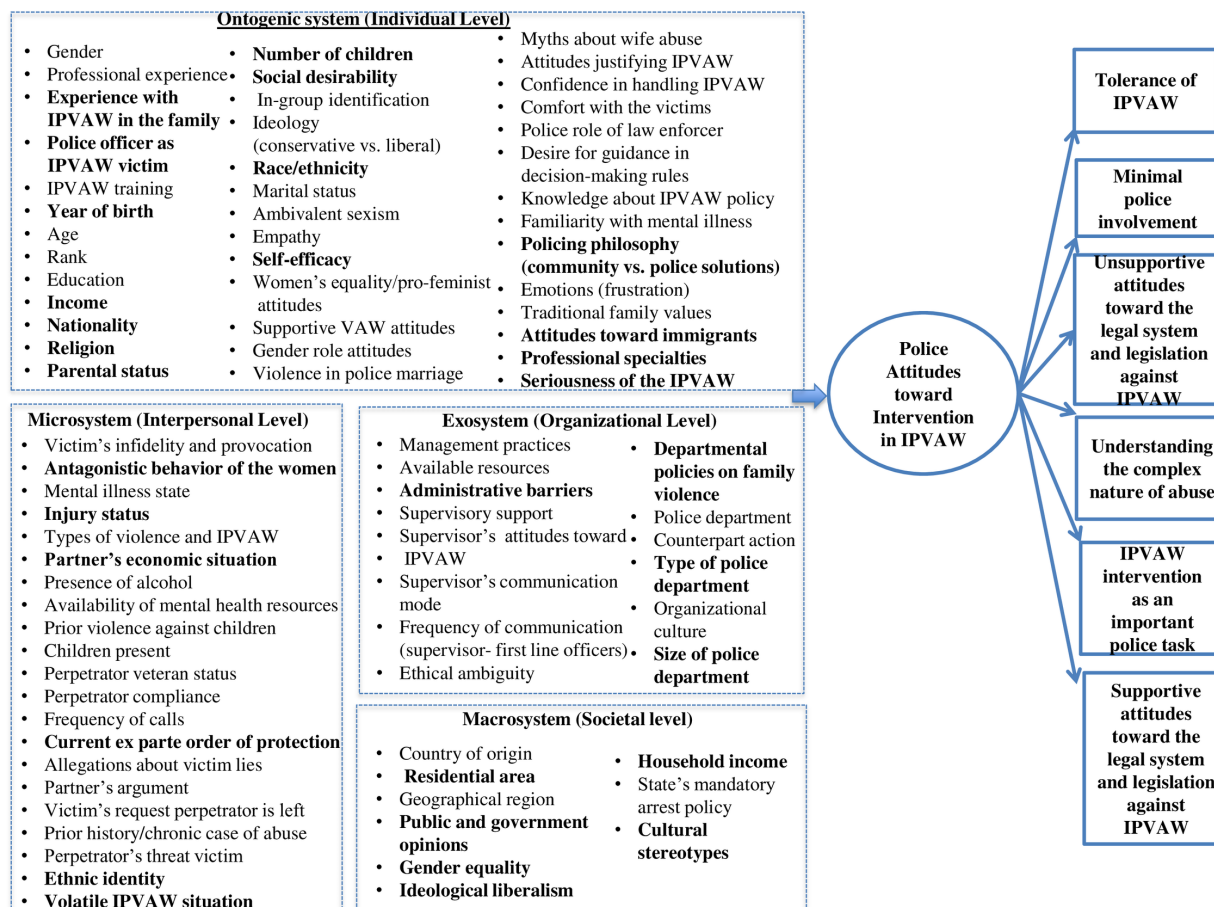 Ontogenic system (Individual Level)
• Gender
• Professional experience
• Experience with
IPVAW in the family
• Police officer as
IPVAW victim
• IPVAW training
• Year of birth
• Age
• Rank
• Education
• Income
• Nationality
• Religion
• Parental status
• Number of children
• Social desirability
• In-group identification
• Ideology
(conservative vs. liberal)
• Race/ethnicity
• Marital status
• Ambivalent sexism
• Empathy
• Self-efficacy
• Women's equality/pro-feminist
attitudes
• Supportive VAW attitudes
• Gender role attitudes
• Violence in police marriage
• Myths about wife abuse
• Attitudes justifying IPVAW
• Confidence in handling IPVAW
• Comfort with the victims
• Police role of law enforcer
• Desire for guidance in
decision-making rules
• Knowledge about IPVAW policy
• Familiarity with mental illness
• Policing philosophy
(community vs. police solutions)
• Emotions (frustration)
• Traditional family values
• Attitudes toward immigrants
• Professional specialties
• Seriousness of the IPVAW
Microsystem (Interpersonal Level)
• Victim's infidelity and provocation
• Antagonistic behavior of the women
• Mental illness state
• Injury status
• Types of violence and IPVAW
• Partner's economic situation
• Presence of alcohol
• Availability of mental health resources
• Prior violence against children
• Children present
• Perpetrator veteran status
• Perpetrator compliance
• Frequency of calls
• Current ex parte order of protection
• Allegations about victim lies
• Partner's argument
• Victim's request perpetrator is left
• Prior history/chronic case of abuse
• Perpetrator's threat victim
• Ethnic identity
• Volatile IPVAW situation
Exosystem (Organizational Level)
• Management practices
• Available resources
• Administrative barriers
• Supervisory support
• Supervisor's attitudes toward
• IPVAW
• Supervisor's communication
mode
• Frequency of communication
(supervisor- first line officers)
• Ethical ambiguity
• Departmental
policies on family
violence
• Police department
• Counterpart action
• Type of police
department
• Organizational
culture
• Size of police
department
Macrosystem (Societal level)
• Country of origin
• Residential area
• Geographical region
• Public and government
opinions
• Gender equality
• Ideological liberalism
• Household income
• State's mandatory
arrest policy
• Cultural
stereotypes
Police
Attitudes
toward
Intervention
in IPVAW
Tolerance of
IPVAW
Minimal
police
involvement
Unsupportive
attitudes
toward the
legal system
and legislation
against
IPVAW
Understanding
the complex
nature of abuse
IPVAW
intervention
as an
important
police task
Supportive
attitudes
toward the
legal system
and legislation
against
IPVAW